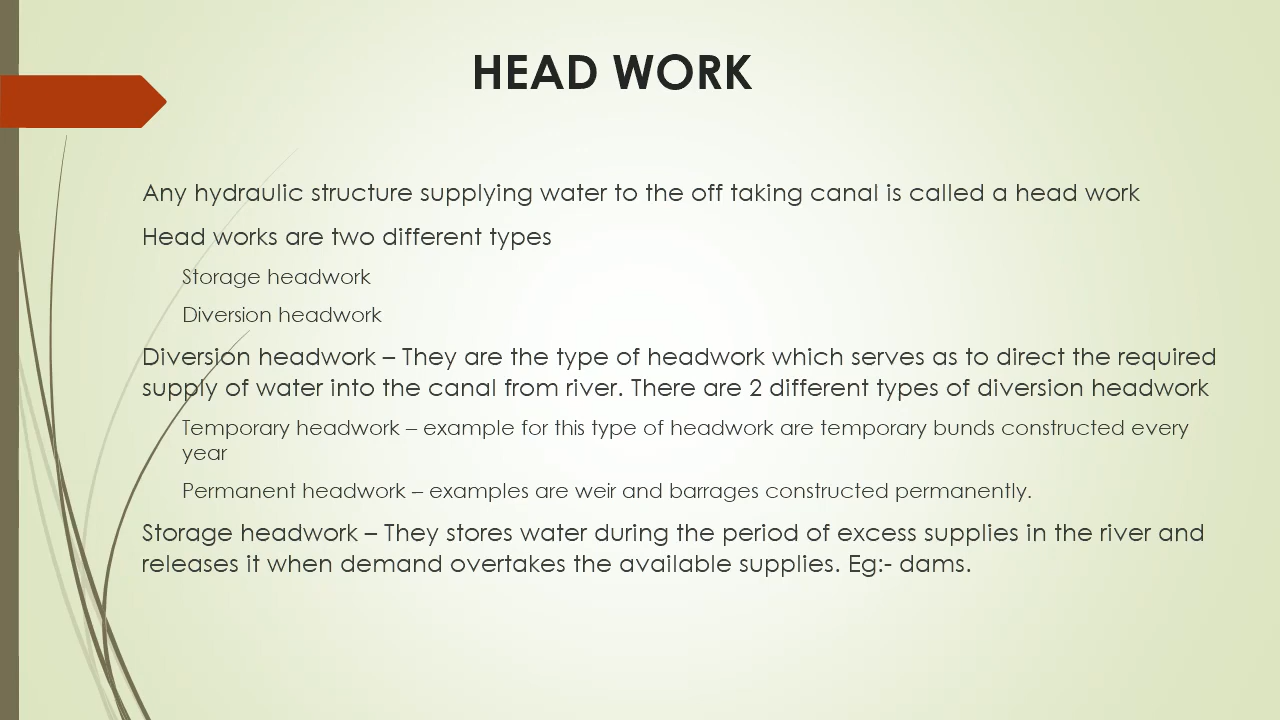 HEAD WORK
Any hydraulic structure supplying water to the off taking canal is called a head work
Head works are two different types
Storage headwork
Diversion headwork
Diversion headwork – They are the type of headwork which serves as to direct the required
supply of water into the canal from river. There are 2 different types of diversion headwork
Temporary headwork – example for this type of headwork are temporary bunds constructed every
year
Permanent headwork – examples are weir and barrages constructed permanently.
Storage headwork – They stores water during the period of excess supplies in the river and
releases it when demand overtakes the available supplies. Eg:- dams.